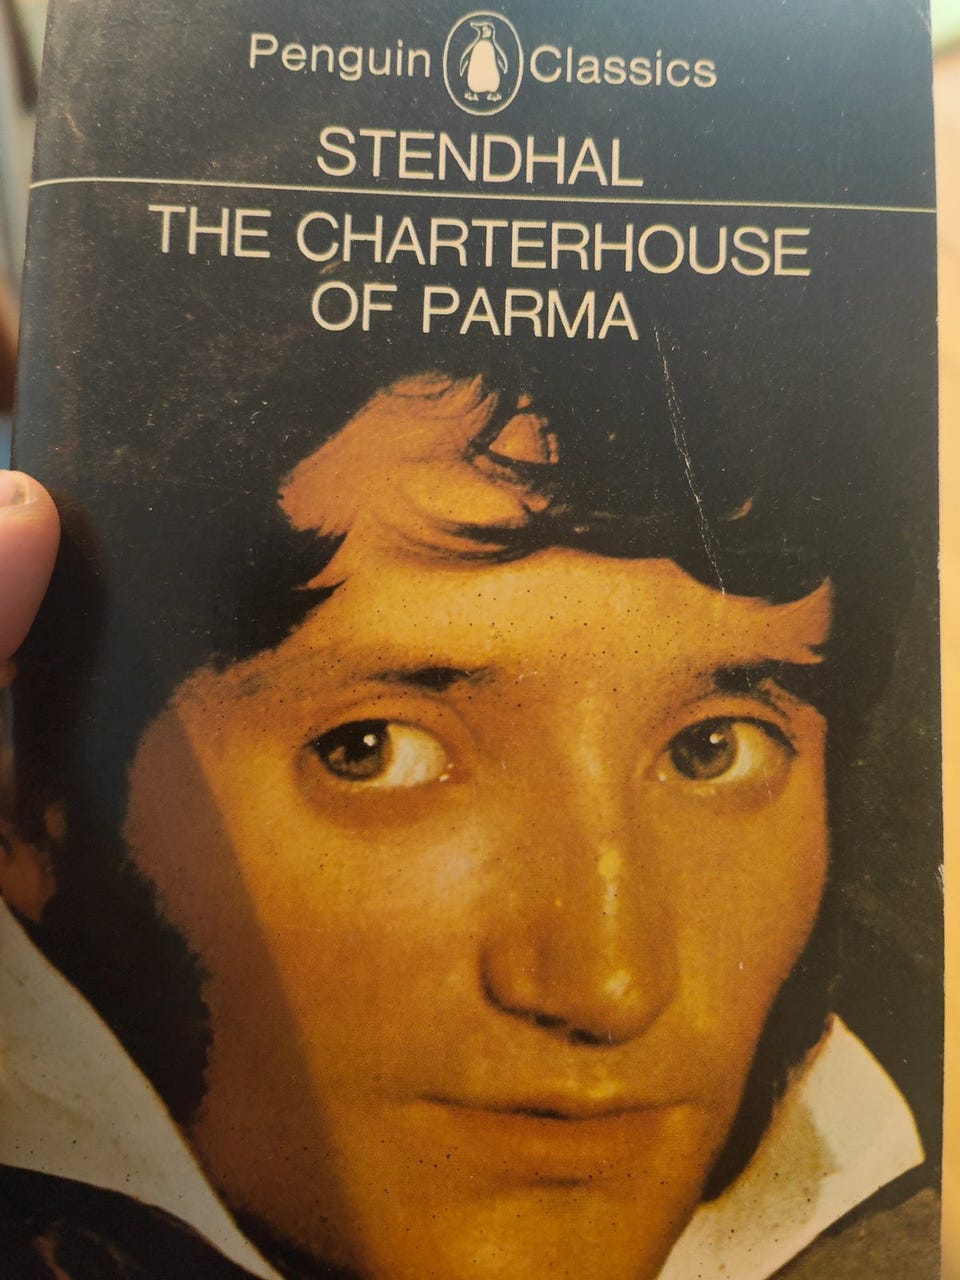 Penguin Classics
STENDHAL
THE CHARTERHOUSE
OF PARMA